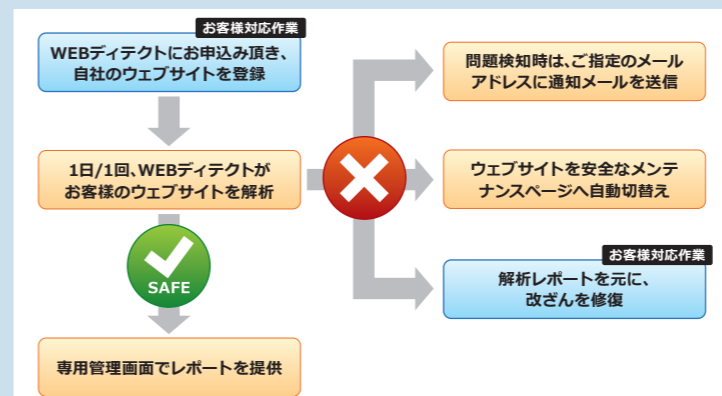 お客様対応作業
WEBディテクトにお申込み頂き、
自社のウェブサイトを登録
1日/1回、WEBディテクトが
お客様のウェブサイトを解析
SAFE
専用管理画面でレポートを提供
問題検知時は、ご指定のメール
アドレスに通知メールを送信
ウェブサイトを安全なメンテ
ナンスページへ自動切替え
お客様対応作業
解析レポートを元に、
改ざんを修復